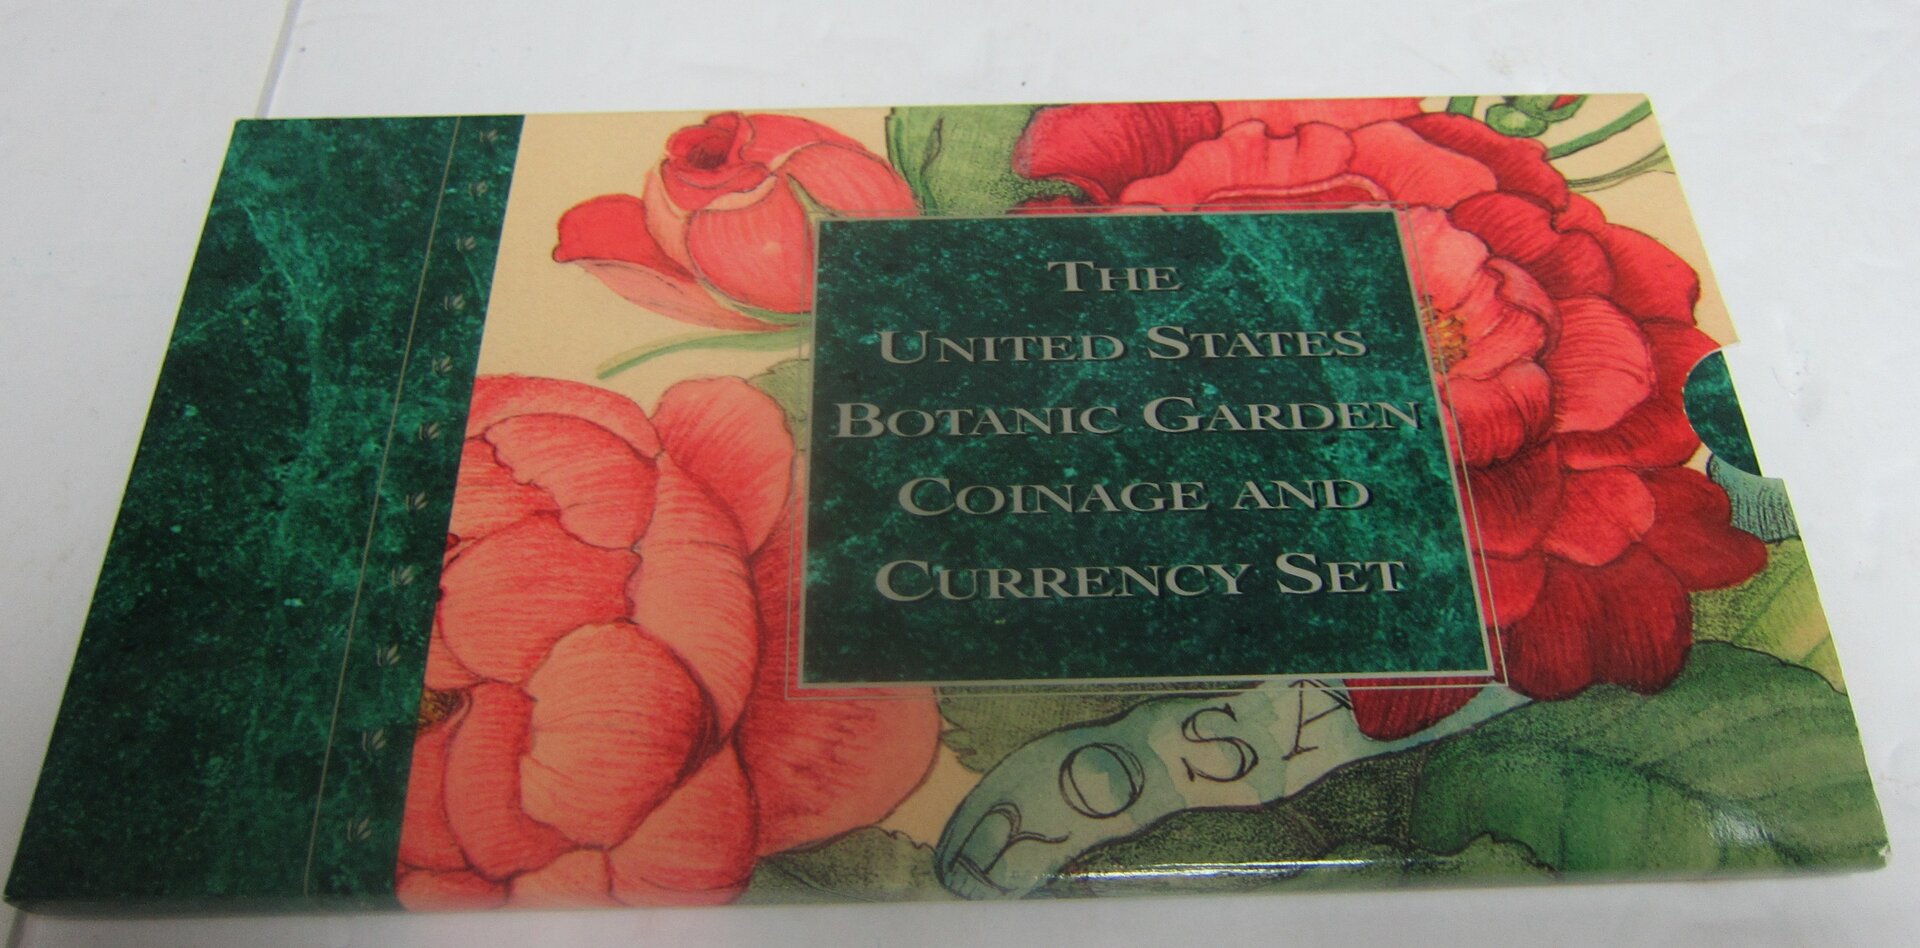 The
United States
Botanic Garden
Coinage and
Currency Set
ROSA